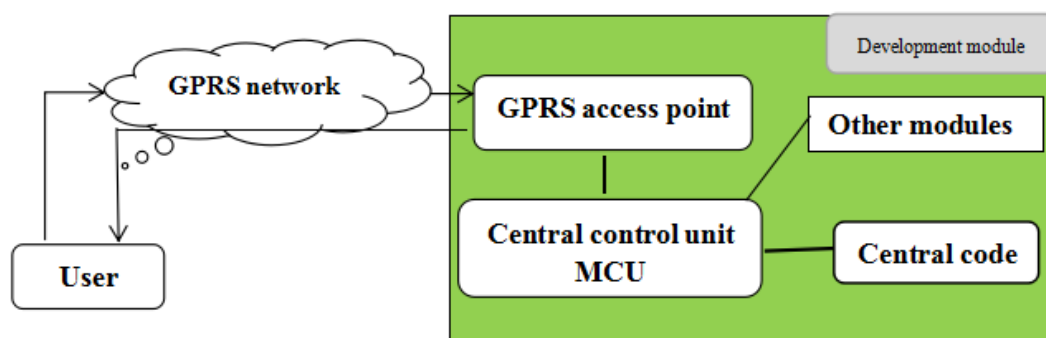 Development module
GPRS network
GPRS access point
Other modules
Central control unit
MCU
Central code
User